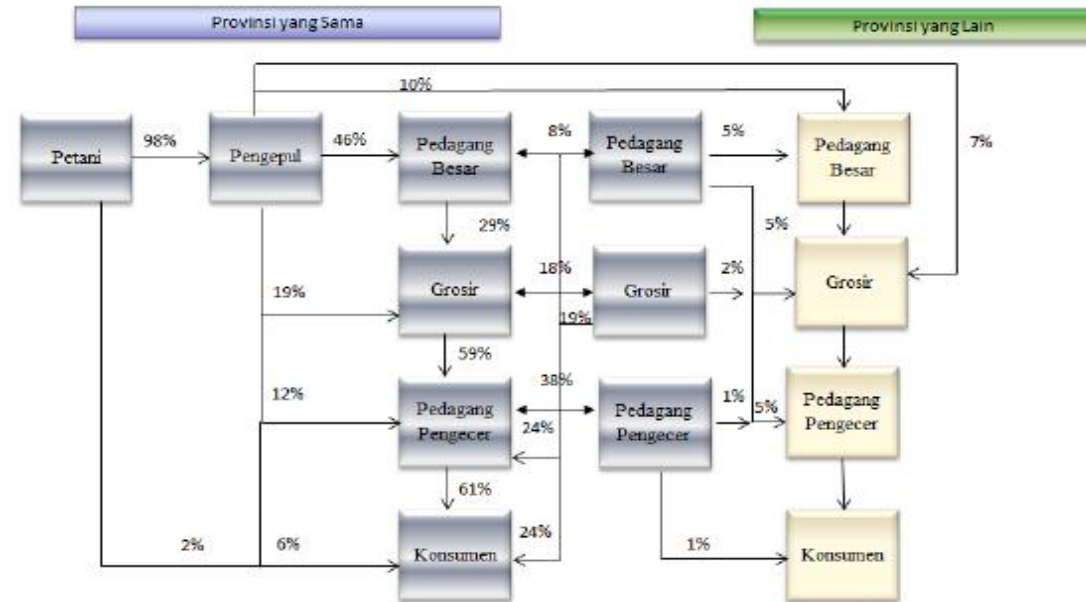 Provinsi yang Sama
Provinsi yang Lain
10%
Petani
98%
Pengepul
46%
Pedagang
Besar
8%
Pedagang
Besar
5%
Pedagang
Besar
7%
29%
5%
Grosir
18%
Grosir
2%
Grosir
19%
19%
59%
38%
12%
Pedagang
Pengecer
24%
Pedagang
Pengecer
1%
5%
Pedagang
Pengecer
61%
2%
6%
Konsumen
24%
1%
Konsumen